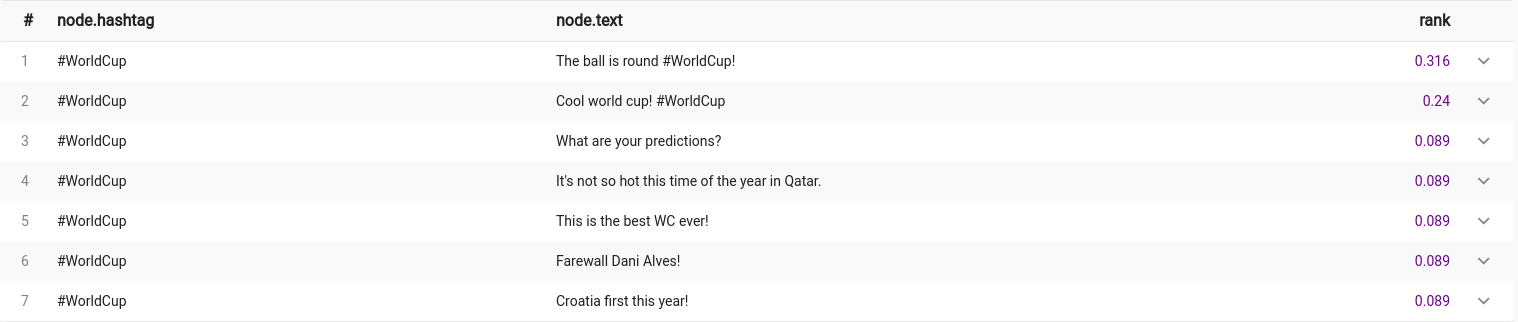 # node.hashtag node.text rank
1 #WorldCup The ball is round #WorldCup! 0.316
2 #WorldCup Cool world cup! #WorldCup 0.24
3 #WorldCup What are your predictions? 0.089
4 #WorldCup It's not so hot this time of the year in Qatar. 0.089
5 #WorldCup This is the best WC ever! 0.089
6 #WorldCup Farewall Dani Alves! 0.089
7 #WorldCup Croatia first this year! 0.089